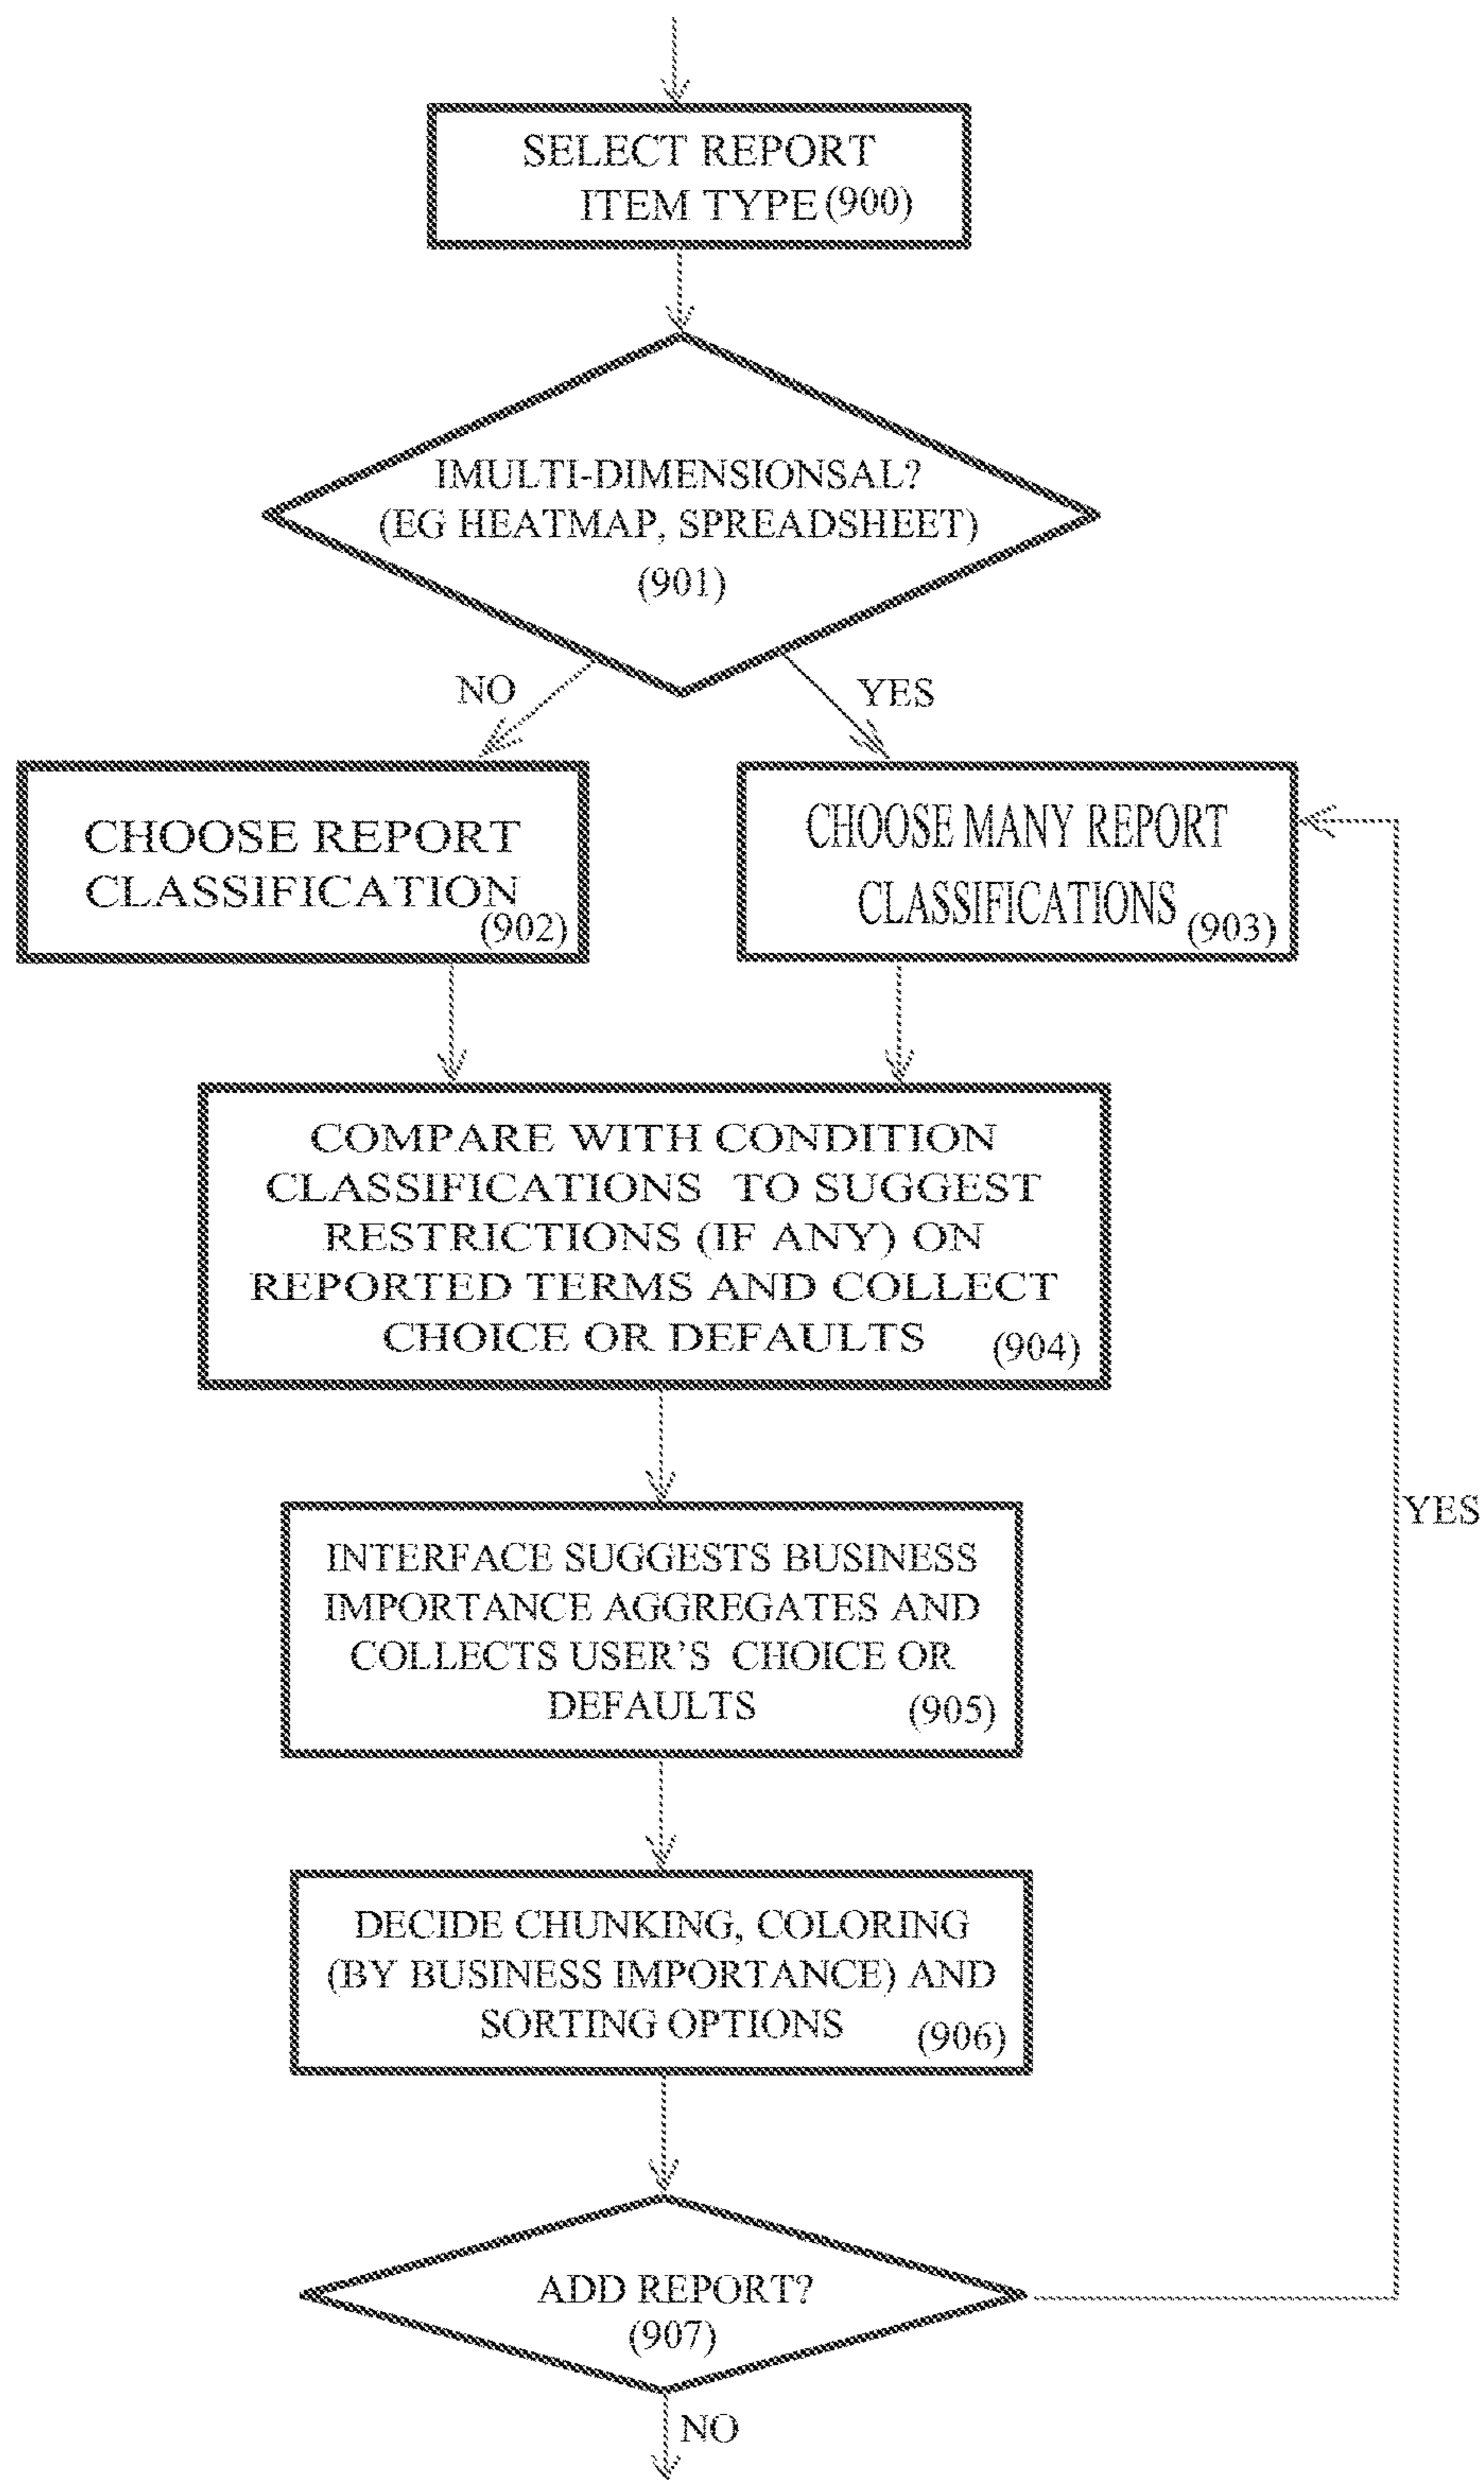 SELECT REPORT
ITEM TYPE (900)
IMULTI-DIMENSIONSAL?
(EG HEATMAP, SPREADSHEET)
(901)
NO
YES
CHOOSE REPORT
CLASSIFICATION
(902)
CHOOSE MANY REPORT
CLASSIFICATIONS
(903)
COMPARE WITH CONDITION
CLASSIFICATIONS TO SUGGEST
RESTRICTIONS (IF ANY) ON
REPORTED TERMS AND COLLECT
CHOICE OR DEFAULTS
(904)
INTERFACE SUGGESTS BUSINESS
IMPORTANCE AGGREGATES AND
COLLECTS USER'S CHOICE OR
DEFAULTS
(905)
YES
DECIDE CHUNKING, COLORING
(BY BUSINESS IMPORTANCE) AND
SORTING OPTIONS
(906)
ADD REPORT?
(907)
NO